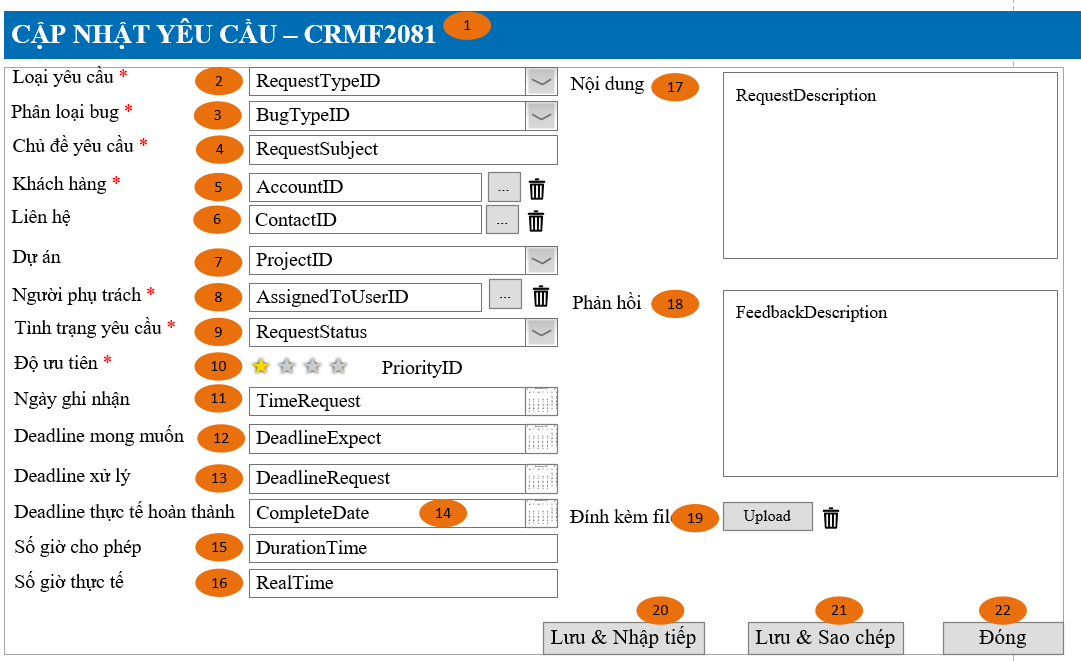 CẬP NHẬT YÊU CẦU – CRMF2081 1
Loại yêu cầu * 2 RequestTypeID
Phân loại bug * 3 BugTypeID
Chủ đề yêu cầu * 4 RequestSubject
Khách hàng * 5 AccountID ...
Liên hệ 6 ContactID ...
Dự án 7 ProjectID
Người phụ trách * 8 AssignedToUserID ...
Tình trạng yêu cầu * 9 RequestStatus
Độ ưu tiên * 10 PriorityID
Ngày ghi nhận 11 TimeRequest
Deadline mong muốn 12 DeadlineExpect
Deadline xử lý 13 DeadlineRequest
Deadline thực tế hoàn thành CompleteDate 14
Số giờ cho phép 15 DurationTime
Số giờ thực tế 16 RealTime
Nội dung 17 RequestDescription
Phản hồi 18 FeedbackDescription
Đính kèm fil 19 Upload
20 21 22
Lưu & Nhập tiếp Lưu & Sao chép Đóng